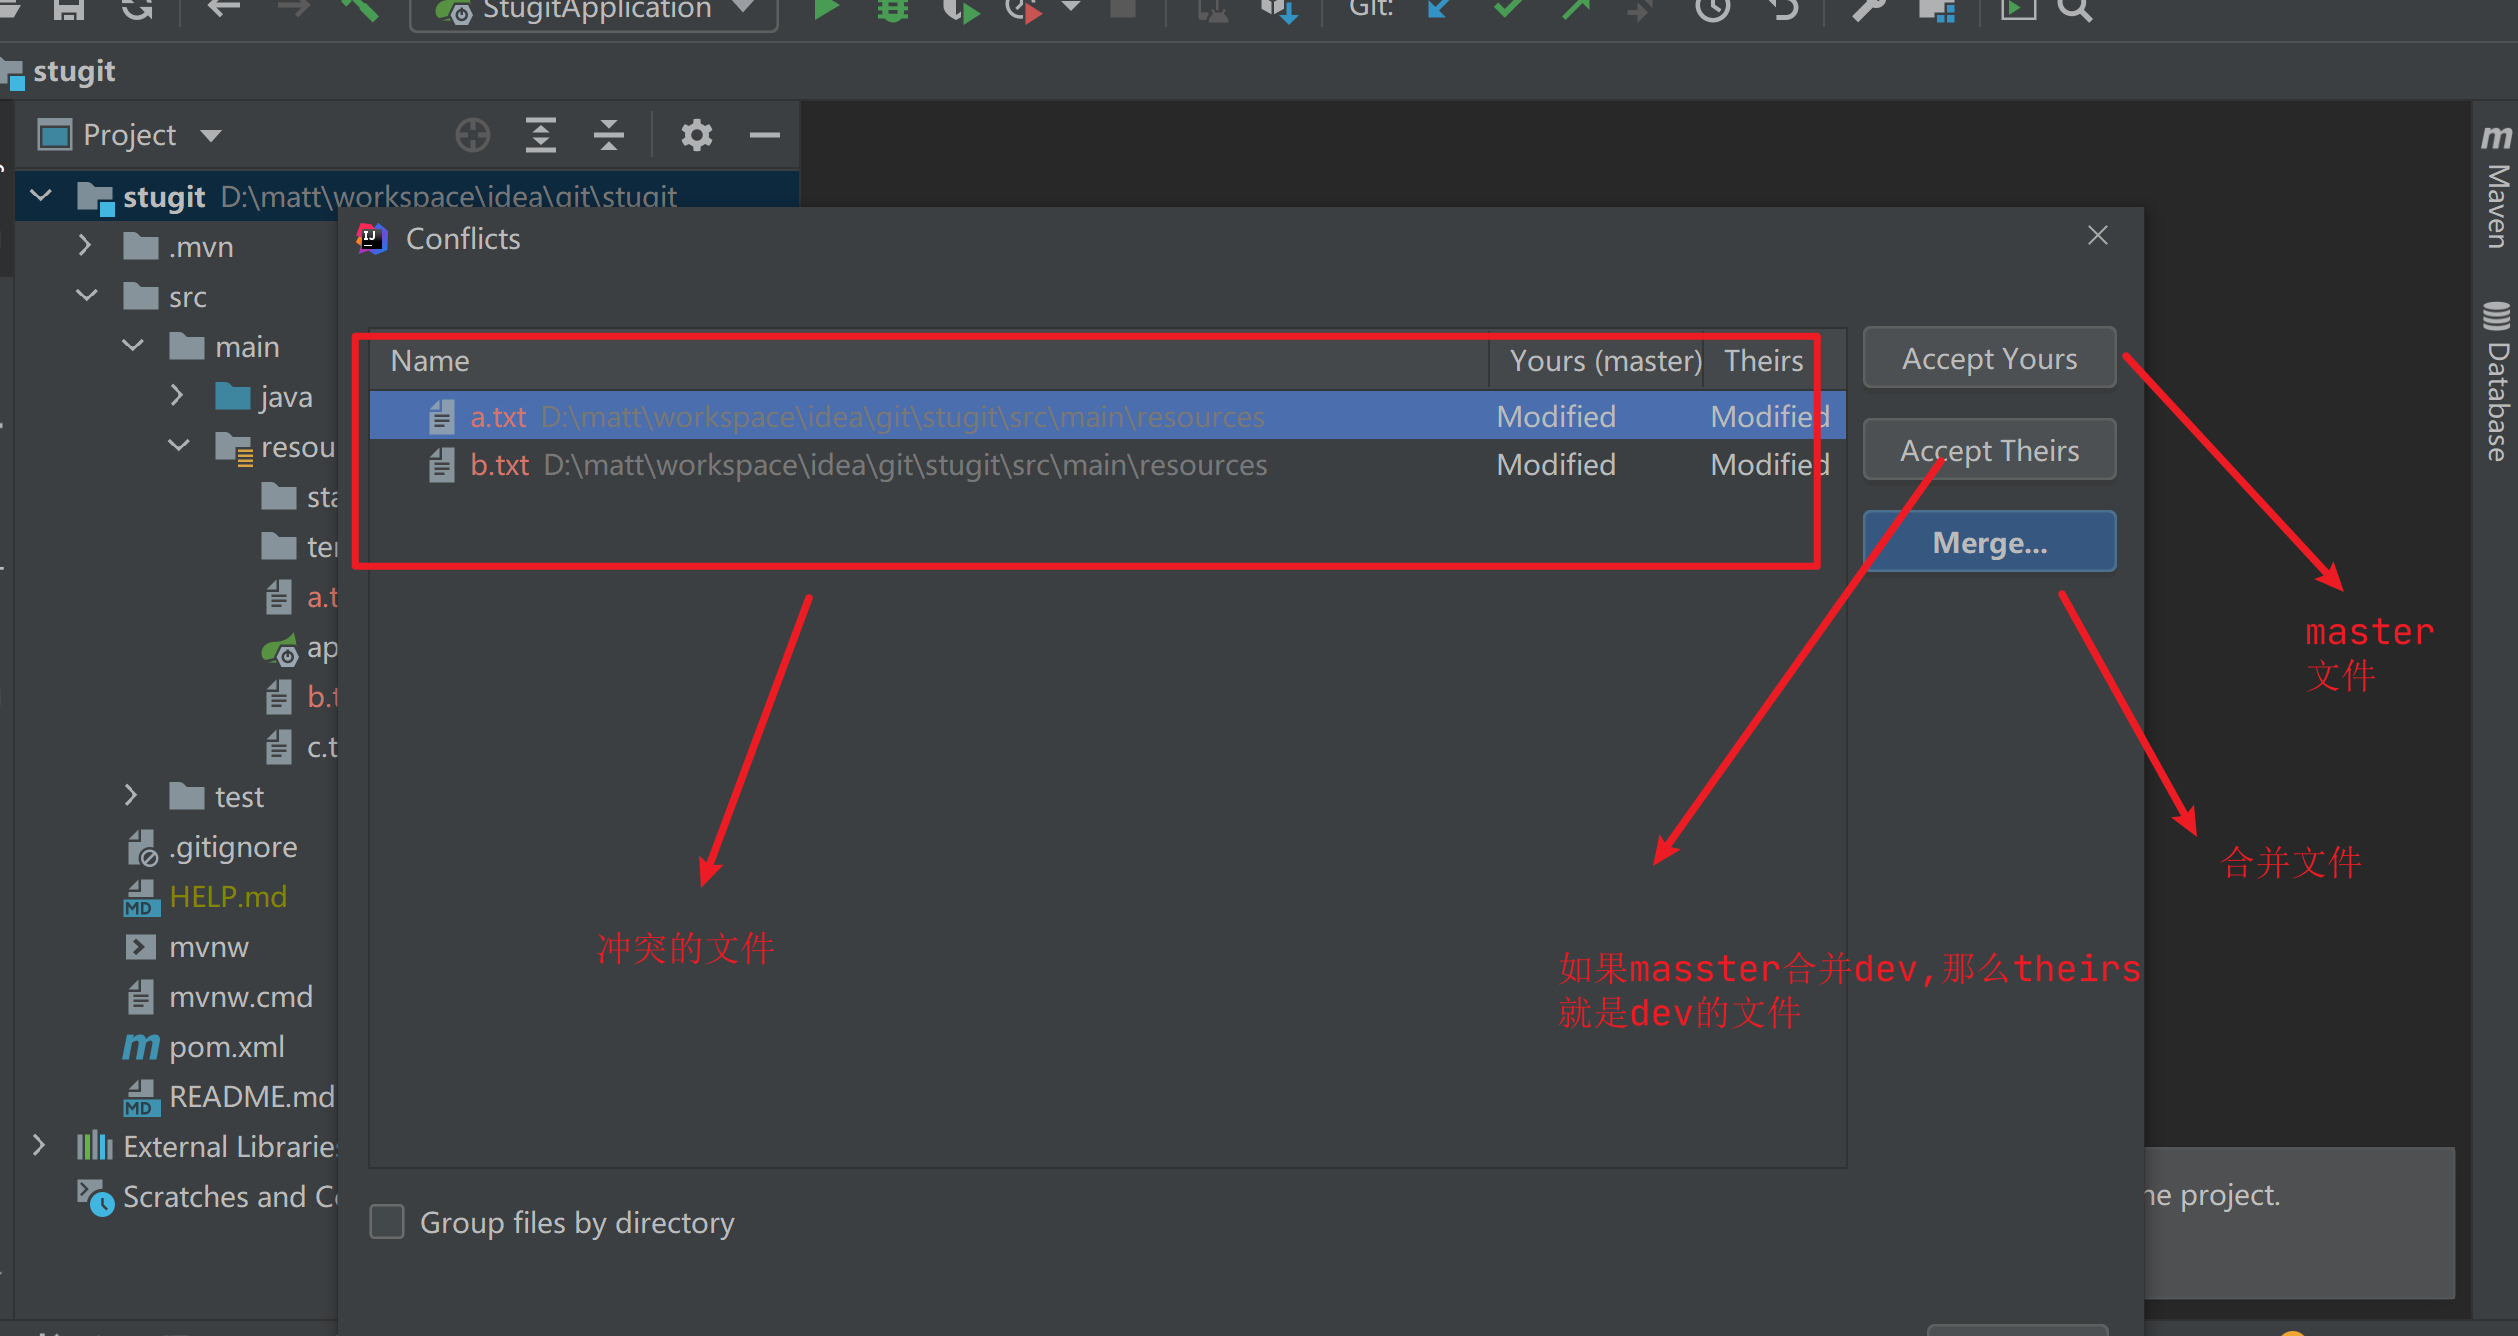 StugitApplication
Git:
stugit
Project
stugit D:\matt\workspace\idea\git\stugit
.mvn
src
main
java
resou
sta
ter
a.t
ap
b.t
c.t
test
.gitignore
HELP.md
mvnw
mvnw.cmd
pom.xml
README.md
External Libraries
Scratches and Co
Conflicts
Name Yours (master) Theirs
a.txt D:\matt\workspace\idea\git\stugit\src\main\resources Modified Modified
b.txt D:\matt\workspace\idea\git\stugit\src\main\resources Modified Modified
Accept Yours
Accept Theirs
Merge...
Group files by directory
冲突的文件
如果masster合并dev,那么theirs
就是dev的文件
master
文件
合并文件
he project.
m Maven
Database